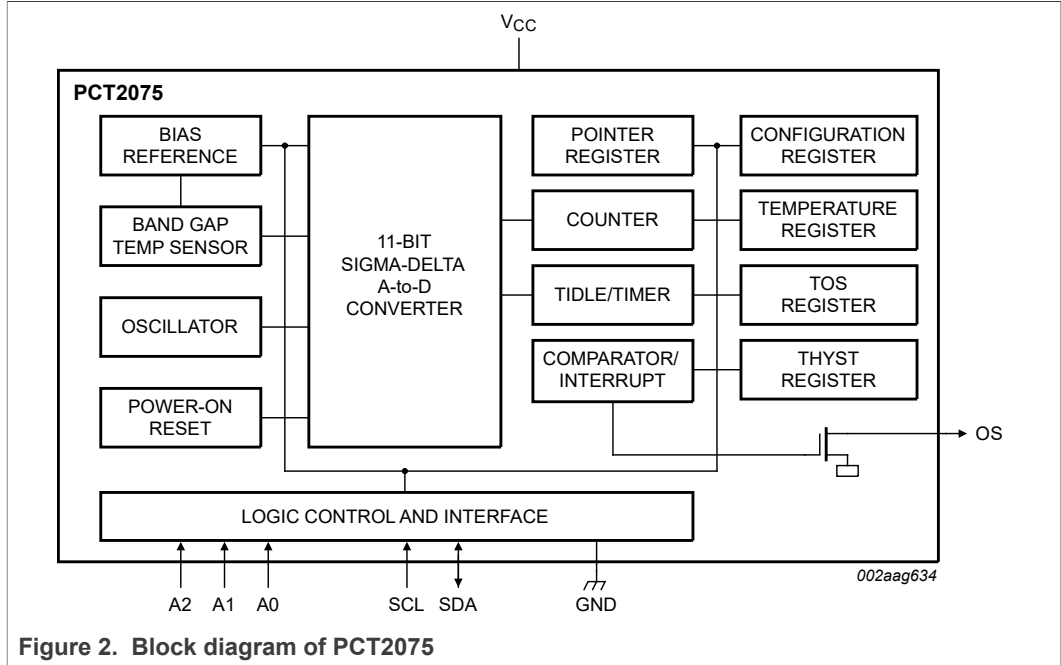 VCC
PCT2075
BIAS
REFERENCE
BAND GAP
TEMP SENSOR
OSCILLATOR
POWER-ON
RESET
11-BIT
SIGMA-DELTA
A-to-D
CONVERTER
POINTER
REGISTER
COUNTER
TIDLE/TIMER
COMPARATOR/
INTERRUPT
CONFIGURATION
REGISTER
TEMPERATURE
REGISTER
TOS
REGISTER
THYST
REGISTER
OS
LOGIC CONTROL AND INTERFACE
A2 A1 A0 SCL SDA GND
002aag634
Figure 2. Block diagram of PCT2075